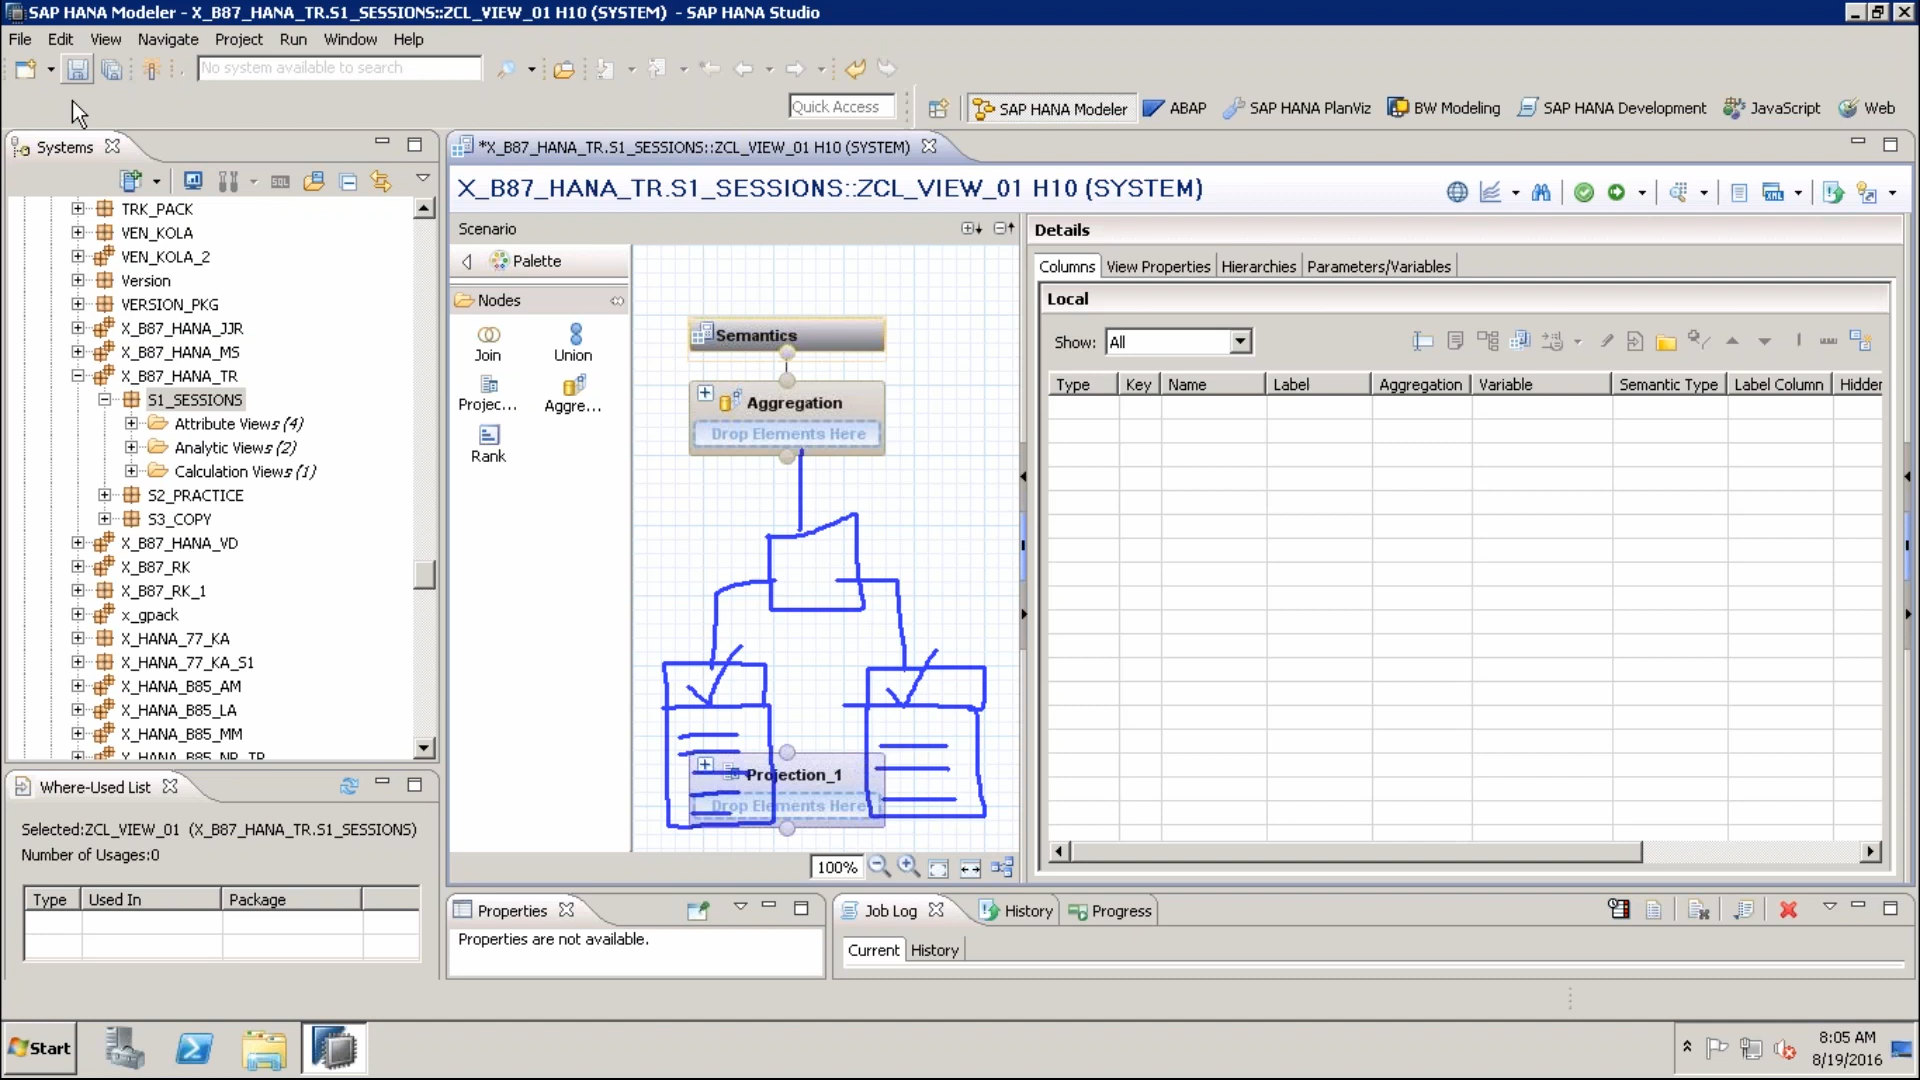 SAP HANA Modeler - X_B87_HANA_TR.S1_SESSIONS::ZCL_VIEW_01 H10 (SYSTEM) - SAP HANA Studio
File Edit View Navigate Project Run Window Help
No system available to search
Quick Access
SAP HANA Modeler
ABAP
SAP HANA PlanViz
BW Modeling
SAP HANA Development
JavaScript
Web
Systems
TRK_PACK
VEN_KOLA
VEN_KOLA_2
Version
VERSION_PKG
X_B87_HANA_JJR
X_B87_HANA_MS
X_B87_HANA_TR
S1_SESSIONS
Attribute Views (4)
Analytic Views (2)
Calculation Views (1)
S2_PRACTICE
S3_COPY
X_B87_HANA_VD
X_B87_RK
X_B87_RK_1
x_gpack
X_HANA_77_KA
X_HANA_77_KA_S1
X_HANA_B85_AM
X_HANA_B85_LA
X_HANA_B85_MM
X_HANA_B85_NR_TR
Where-Used List
Selected:ZCL_VIEW_01 (X_B87_HANA_TR.S1_SESSIONS)
Number of Usages:0
Type Used In Package
*X_B87_HANA_TR.S1_SESSIONS::ZCL_VIEW_01 H10 (SYSTEM)
X_B87_HANA_TR.S1_SESSIONS::ZCL_VIEW_01 H10 (SYSTEM)
Scenario
Palette
Nodes
Join
Union
Projec...
Aggre...
Rank
Semantics
Aggregation
Drop Elements Here
Projection_1
Drop Elements Here
100%
Details
Columns View Properties Hierarchies Parameters/Variables
Local
Show: All
Type Key Name Label Aggregation Variable Semantic Type Label Column Hidden
Properties
Properties are not available.
Job Log
History
Progress
Current History
Start
8:05 AM
8/19/2016